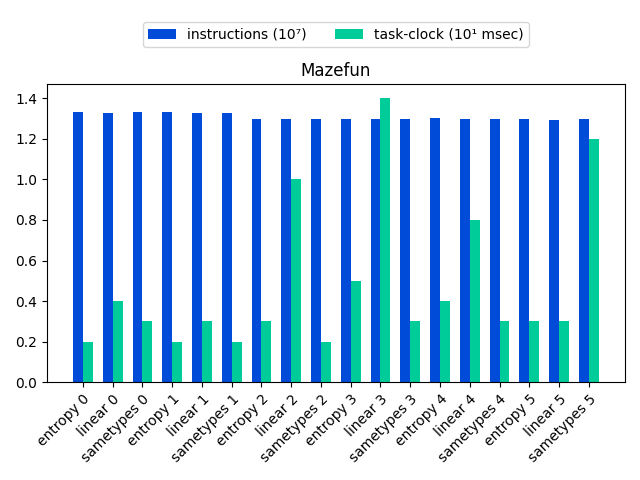 instructions (10⁷) task-clock (10¹ msec)
Mazefun
1.4
1.2
1.0
0.8
0.6
0.4
0.2
0.0
entropy 0
linear 0
sametypes 0
entropy 1
linear 1
sametypes 1
entropy 2
linear 2
sametypes 2
entropy 3
linear 3
sametypes 3
entropy 4
linear 4
sametypes 4
entropy 5
linear 5
sametypes 5